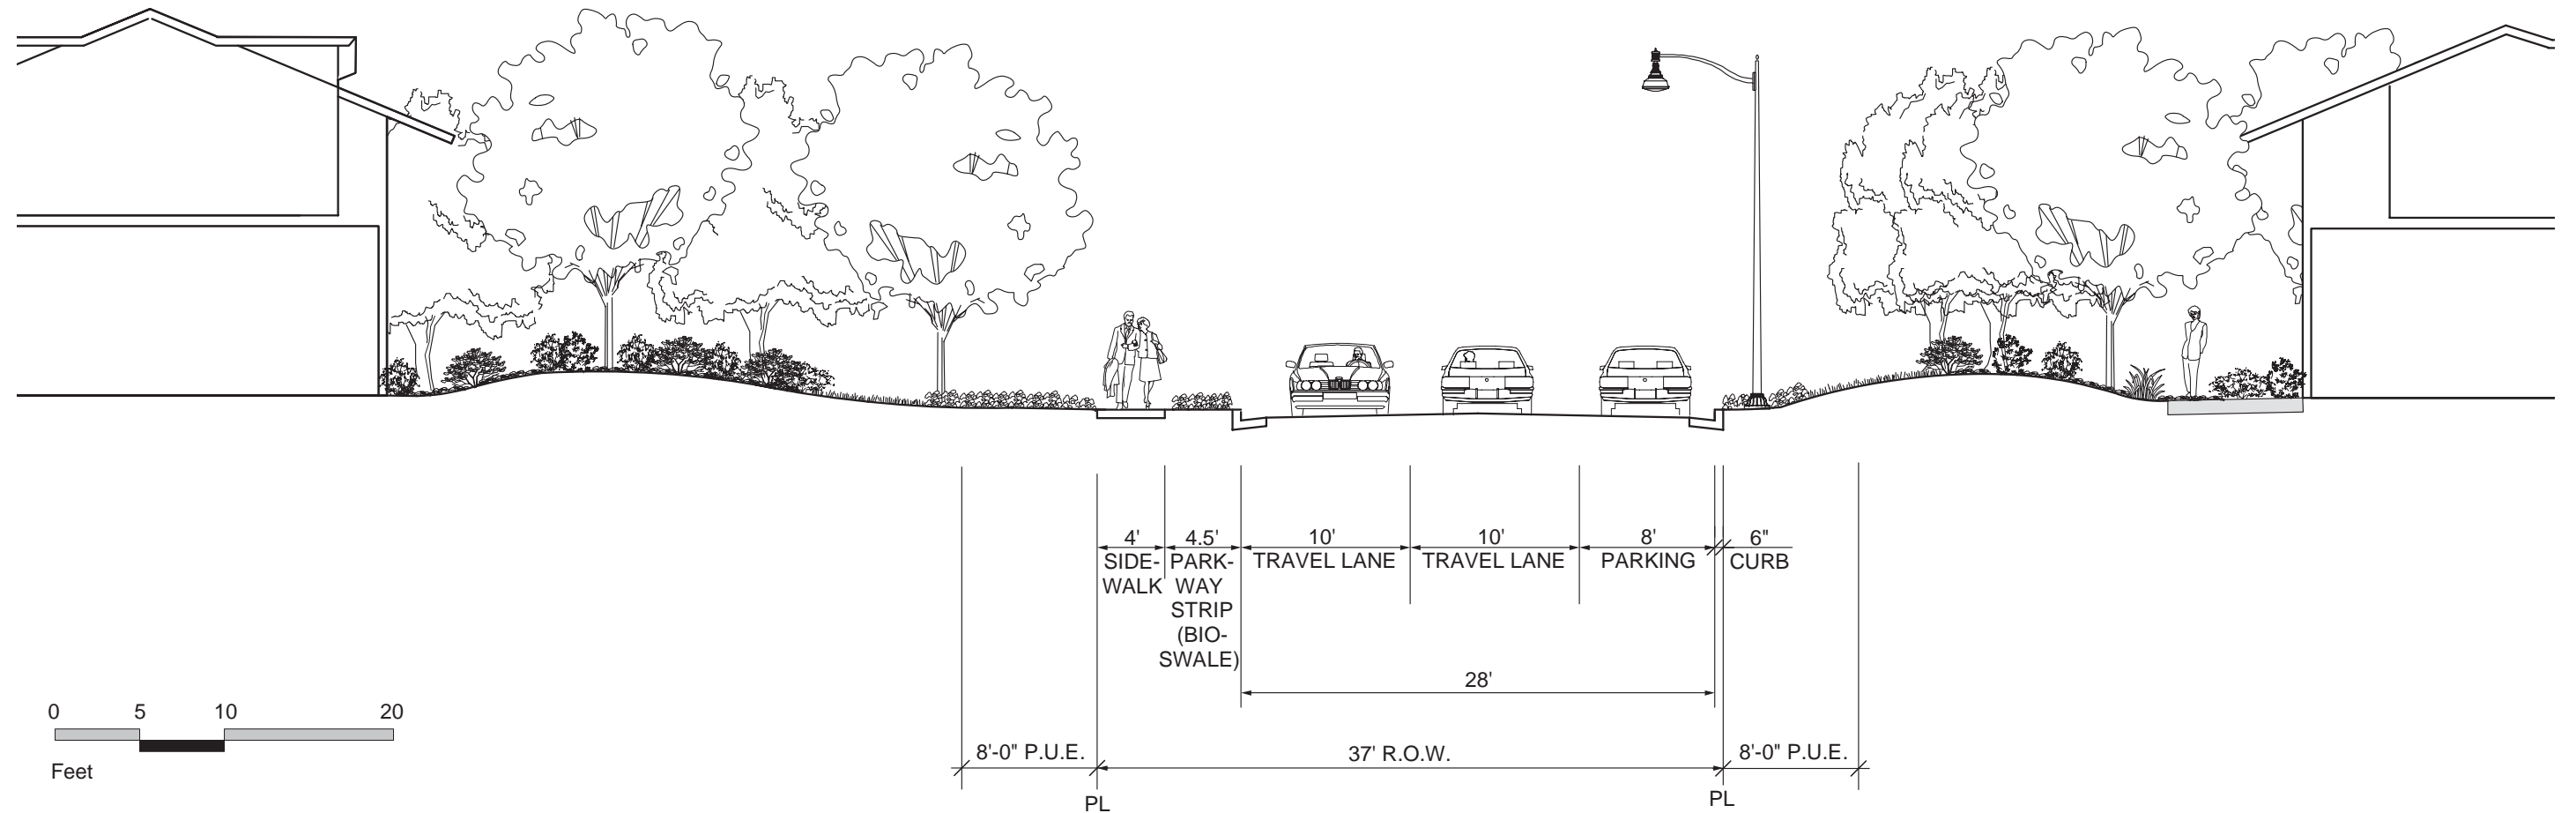 4'
SIDE-
WALK
4.5'
PARK-
WAY
STRIP
(BIO-
SWALE)
10'
TRAVEL LANE
10'
TRAVEL LANE
8'
PARKING
6"
CURB
28'
0 5 10 20
Feet
8'-0" P.U.E.
37' R.O.W.
8'-0" P.U.E.
PL
PL